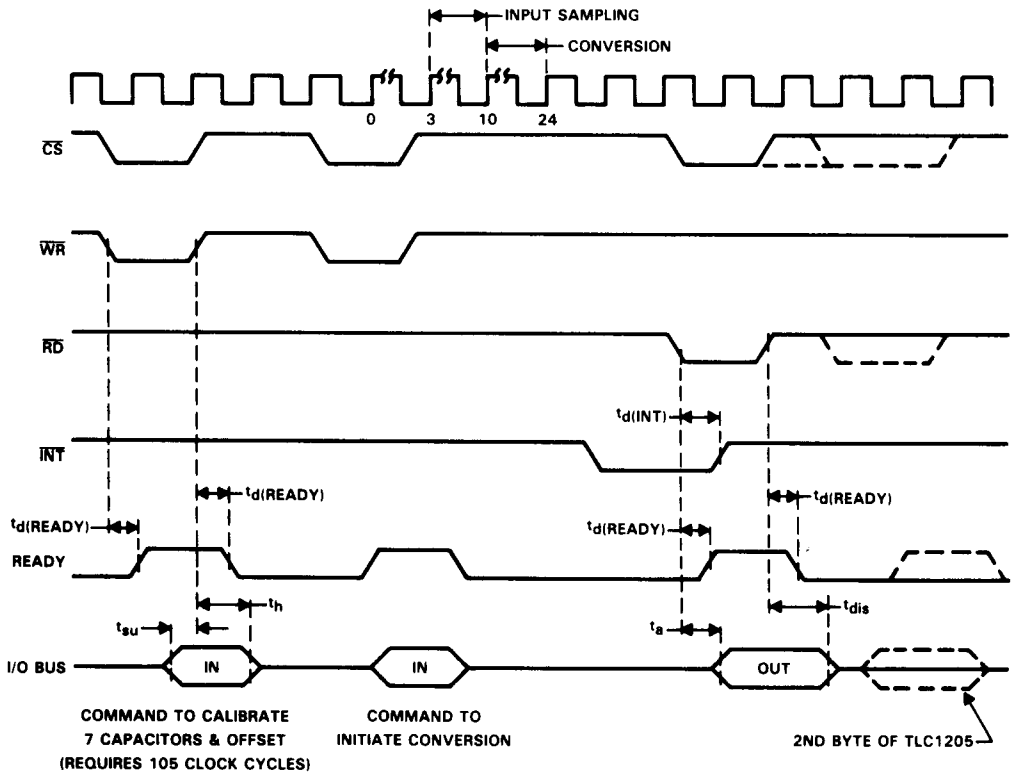 INPUT SAMPLING
CONVERSION
0 3 10 24
CS
WR
RD
td(INT)
INT
td(READY) td(READY)
td(READY) td(READY)
READY
th tdis
tsu ta
I/O BUS IN IN OUT
COMMAND TO CALIBRATE
7 CAPACITORS & OFFSET
(REQUIRES 105 CLOCK CYCLES)
COMMAND TO
INITIATE CONVERSION
2ND BYTE OF TLC1205